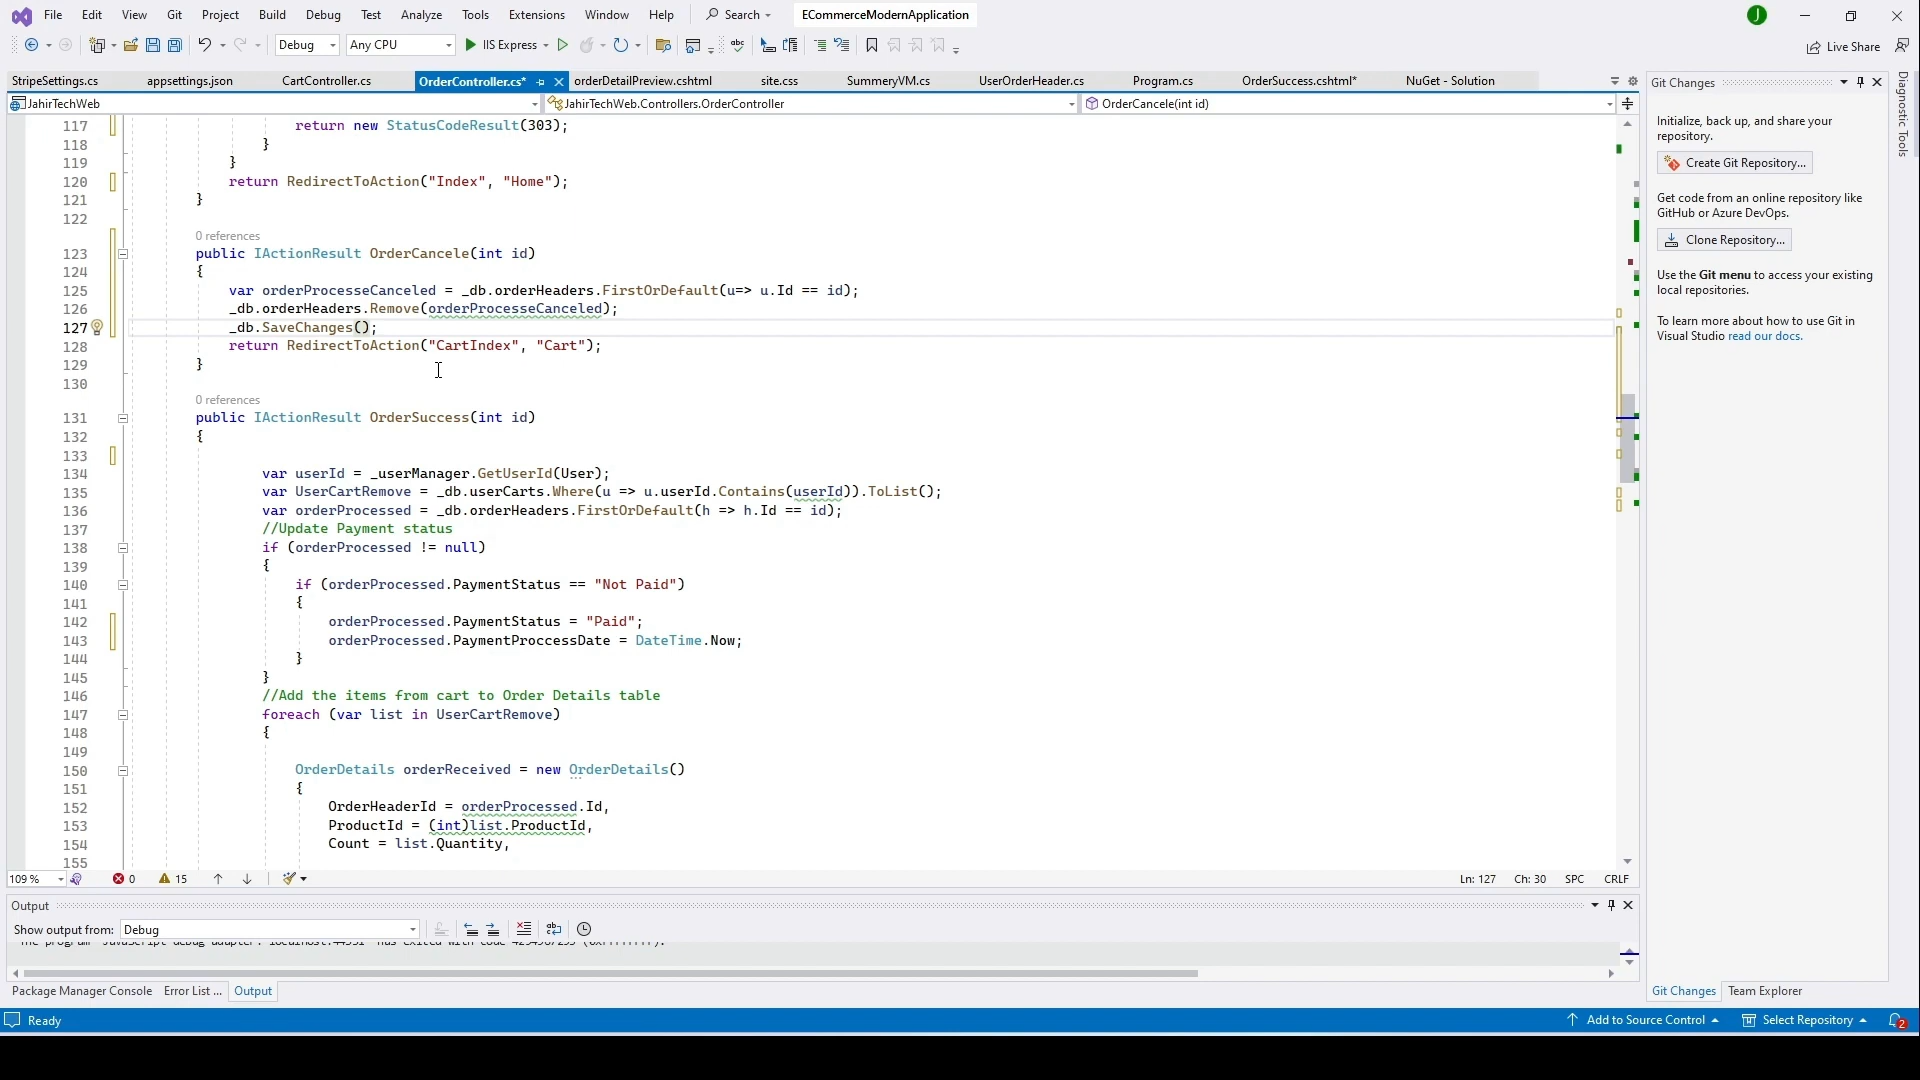 File Edit View Git Project Build Debug Test Analyze Tools Extensions Window Help Search ECommerceModernApplication J
Debug Any CPU IIS Express Live Share
StripeSettings.cs appsettings.json CartController.cs OrderController.cs* orderDetailPreview.cshtml site.css SummeryVM.cs UserOrderHeader.cs Program.cs OrderSuccess.cshtml* NuGet - Solution
JahirTechWeb JahirTechWeb.Controllers.OrderController OrderCancele(int id)
117 return new StatusCodeResult(303);
118 }
119 }
120 return RedirectToAction("Index", "Home");
121 }
122
0 references
123 public IActionResult OrderCancele(int id)
124 {
125 var orderProcesseCanceled = _db.orderHeaders.FirstOrDefault(u=> u.Id == id);
126 _db.orderHeaders.Remove(orderProcesseCanceled);
127 _db.SaveChanges();
128 return RedirectToAction("CartIndex", "Cart");
129 }
130
0 references
131 public IActionResult OrderSuccess(int id)
132 {
133
134 var userId = _userManager.GetUserId(User);
135 var UserCartRemove = _db.userCarts.Where(u => u.userId.Contains(userId)).ToList();
136 var orderProcessed = _db.orderHeaders.FirstOrDefault(h => h.Id == id);
137 //Update Payment status
138 if (orderProcessed != null)
139 {
140 if (orderProcessed.PaymentStatus == "Not Paid")
141 {
142 orderProcessed.PaymentStatus = "Paid";
143 orderProcessed.PaymentProccessDate = DateTime.Now;
144 }
145 }
146 //Add the items from cart to Order Details table
147 foreach (var list in UserCartRemove)
148 {
149
150 OrderDetails orderReceived = new OrderDetails()
151 {
152 OrderHeaderId = orderProcessed.Id,
153 ProductId = (int)list.ProductId,
154 Count = list.Quantity,
155
109 % 0 15 Ln: 127 Ch: 30 SPC CRLF
Output
Show output from: Debug
Package Manager Console Error List ... Output
Git Changes
Initialize, back up, and share your
repository.
Create Git Repository...
Get code from an online repository like
GitHub or Azure DevOps.
Clone Repository...
Use the Git menu to access your existing
local repositories.
To learn more about how to use Git in
Visual Studio read our docs.
Git Changes Team Explorer
Diagnostic Tools
Ready Add to Source Control Select Repository 2